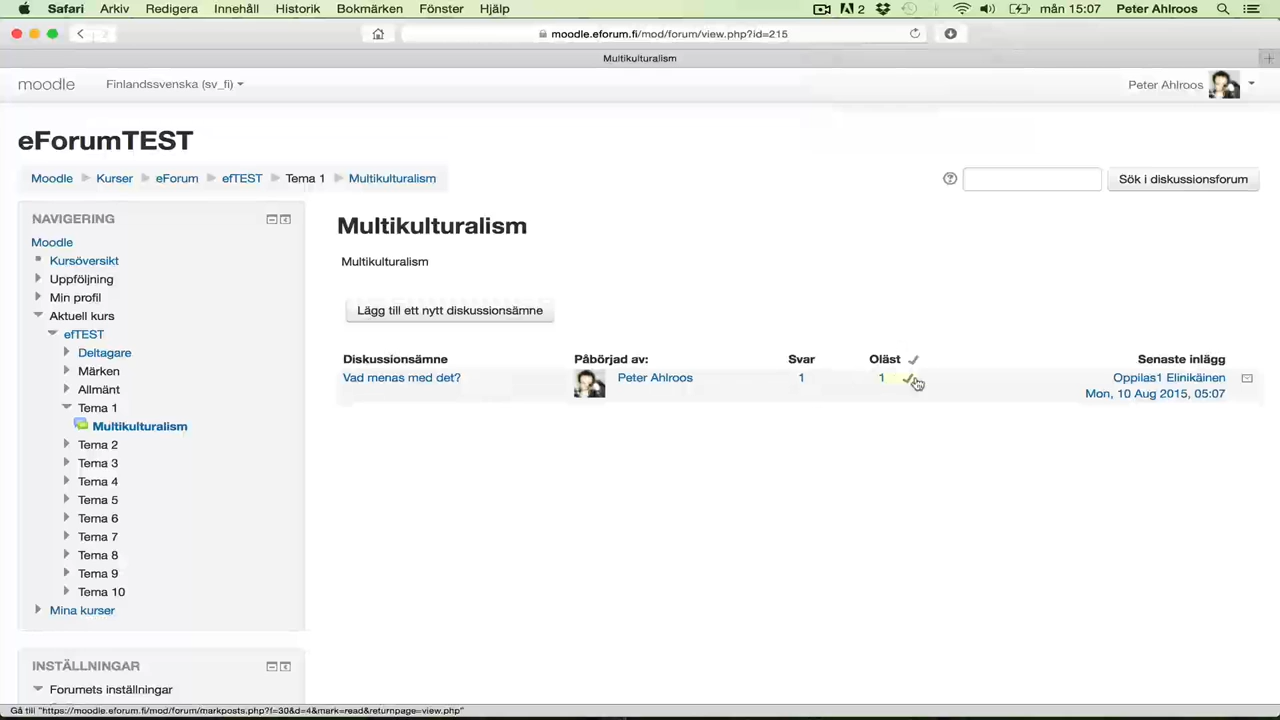 Safari Arkiv Redigera Innehåll Historik Bokmärken Fönster Hjälp 2 mån 15:07 Peter Ahlroos
moodle.eforum.fi/mod/forum/view.php?id=215
Multikulturalism
moodle Finlandssvenska (sv_fi) Peter Ahlroos
eForumTEST
Moodle Kurser eForum efTEST Tema 1 Multikulturalism Sök i diskussionsforum
NAVIGERING
Moodle
Kursöversikt
Uppföljning
Min profil
Aktuell kurs
efTEST
Deltagare
Märken
Allmänt
Tema 1
Multikulturalism
Tema 2
Tema 3
Tema 4
Tema 5
Tema 6
Tema 7
Tema 8
Tema 9
Tema 10
Mina kurser
INSTÄLLNINGAR
Forumets inställningar
Multikulturalism
Multikulturalism
Lägg till ett nytt diskussionsämne
Diskussionsämne Påbörjad av: Svar Oläst Senaste inlägg
Vad menas med det? Peter Ahlroos 1 1 Oppilas1 Elinikäinen
Mon, 10 Aug 2015, 05:07
Gå till "https://moodle.eforum.fi/mod/forum/markposts.php?f=30&d=4&mark=read&returnpage=view.php"